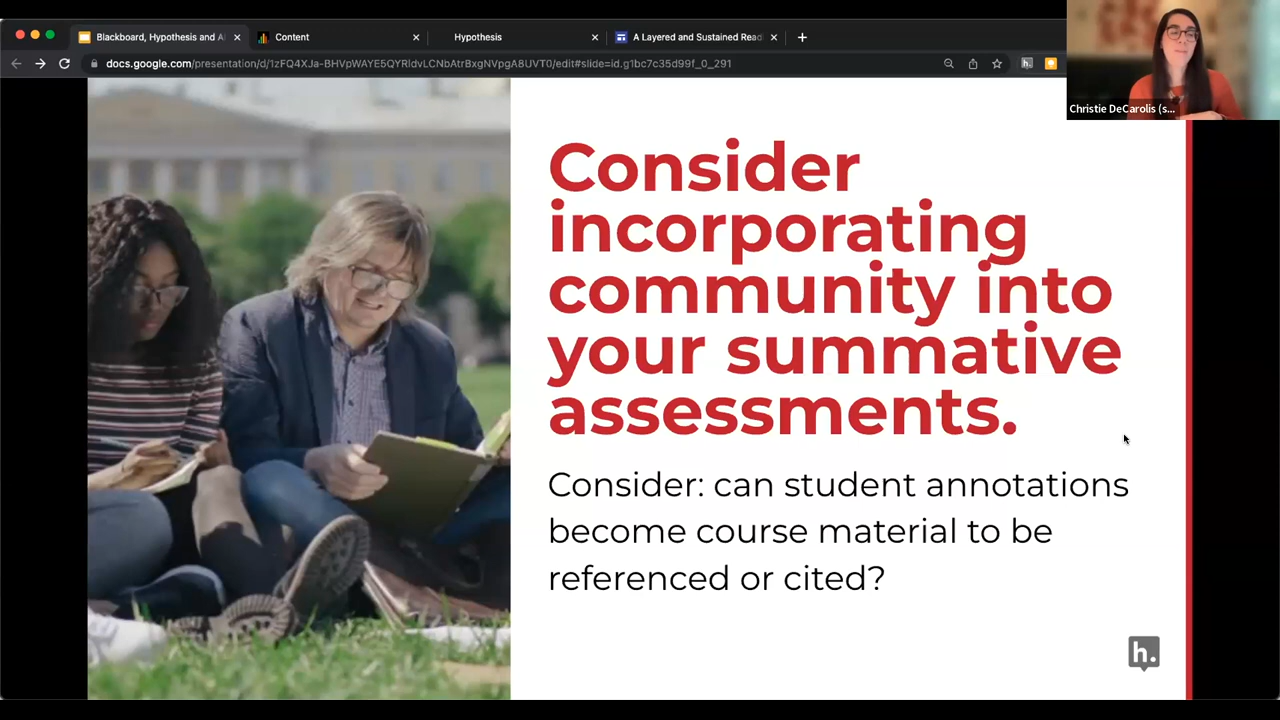 Blackboard, Hypothesis and AI
Content
Hypothesis
A Layered and Sustained Read
docs.google.com/presentation/d/1zFQ4XJa-BHVpWAYE5QYRldvLCNbAtrBxgNVpgA8UVT0/edit#slide=id.g1bc7c35d99f_0_291
h.
Christie DeCarolis (s...
Consider
incorporating
community into
your summative
assessments.
Consider: can student annotations
become course material to be
referenced or cited?
h.